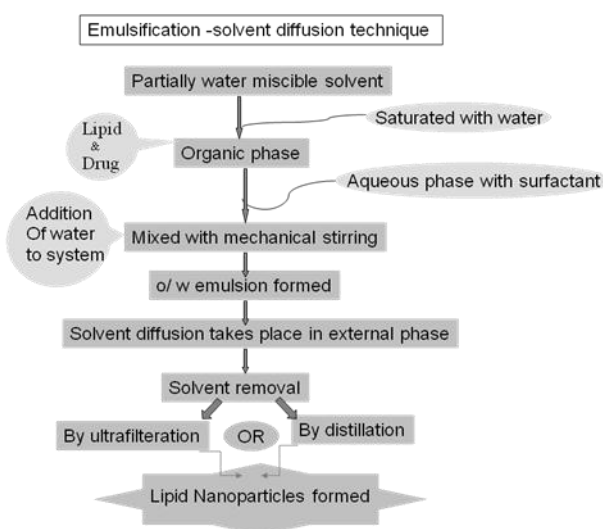 Emulsification -solvent diffusion technique
Partially water miscible solvent
Saturated with water
Lipid
&
Drug
Organic phase
Aqueous phase with surfactant
Addition
Of water
to system
Mixed with mechanical stirring
o/ w emulsion formed
Solvent diffusion takes place in external phase
Solvent removal
By ultrafilteration
OR
By distillation
Lipid Nanoparticles formed